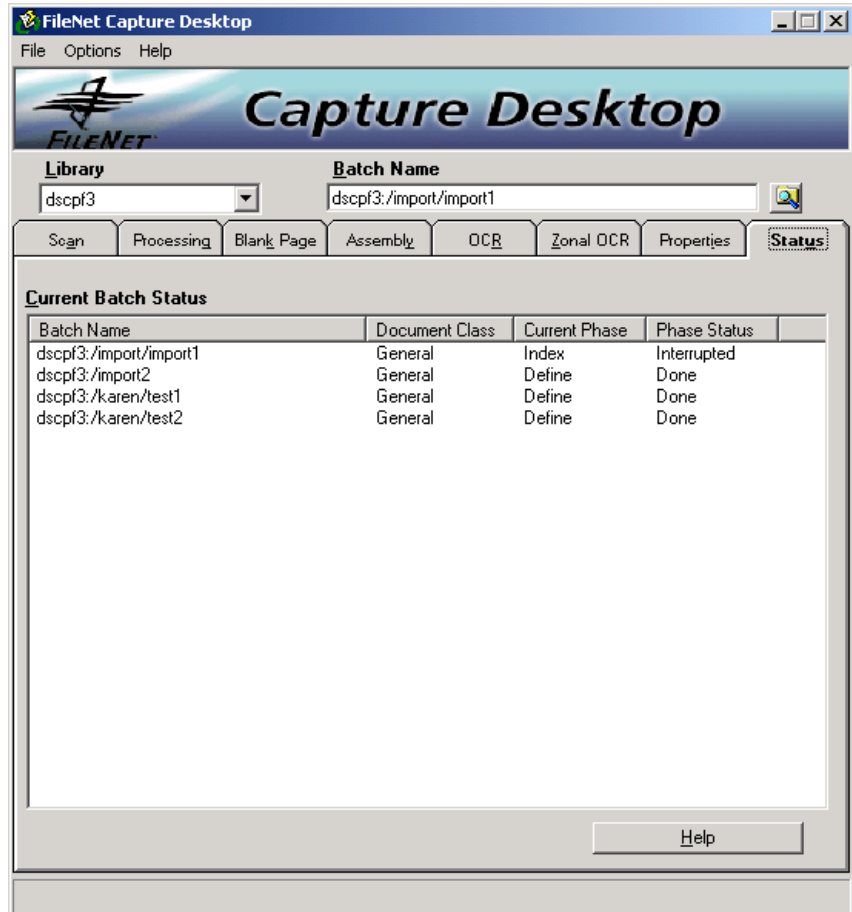 FileNet Capture Desktop
File Options Help
FILENET Capture Desktop
Library Batch Name
dscpf3 dscpf3:/import/import1
Scan Processing Blank Page Assembly OCR Zonal OCR Properties Status
Current Batch Status
Batch Name Document Class Current Phase Phase Status
dscpf3:/import/import1 General Index Interrupted
dscpf3:/import2 General Define Done
dscpf3:/karen/test1 General Define Done
dscpf3:/karen/test2 General Define Done
Help